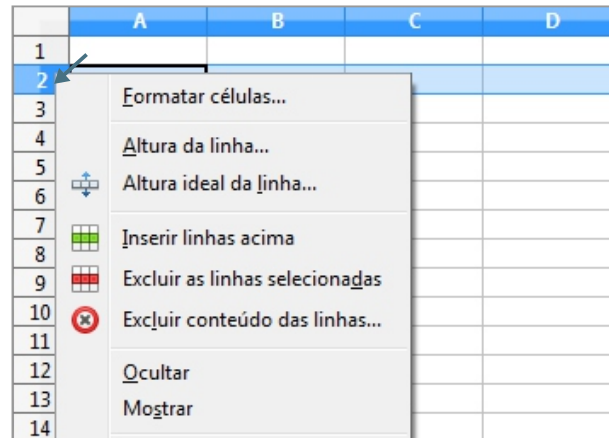 A B C D
1
2
3
4
5
6
7
8
9
10
11
12
13
14
Formatar células...
Altura da linha...
Altura ideal da linha...
Inserir linhas acima
Excluir as linhas selecionadas
Excluir conteúdo das linhas...
Ocultar
Mostrar